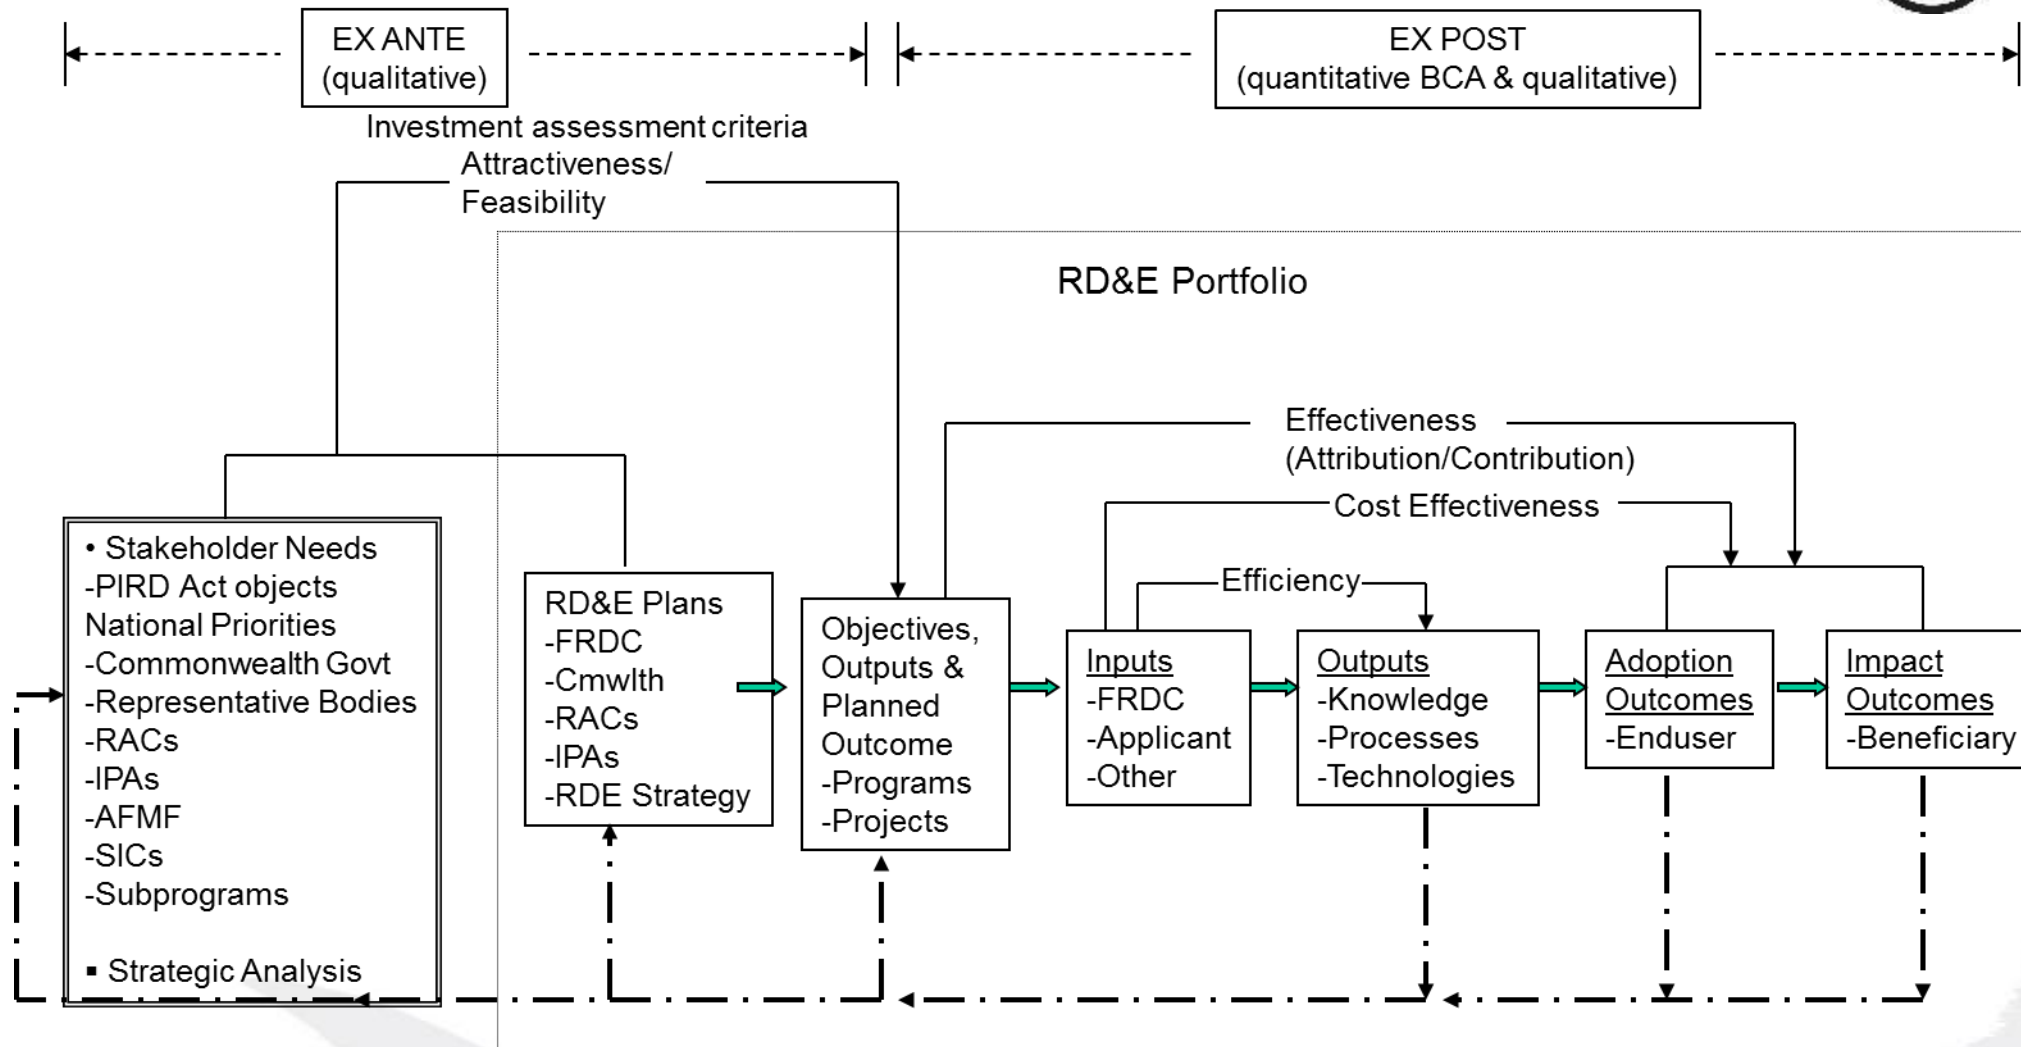 EX ANTE
(qualitative)
EX POST
(quantitative BCA & qualitative)
Investment assessment criteria
Attractiveness/
Feasibility
RD&E Portfolio
Effectiveness
(Attribution/Contribution)
Cost Effectiveness
Efficiency
• Stakeholder Needs
-PIRD Act objects
National Priorities
-Commonwealth Govt
-Representative Bodies
-RACs
-IPAs
-AFMF
-SICs
-Subprograms
▪ Strategic Analysis
RD&E Plans
-FRDC
-Cmwlth
-RACs
-IPAs
-RDE Strategy
Objectives,
Outputs &
Planned
Outcome
-Programs
-Projects
Inputs
-FRDC
-Applicant
-Other
Outputs
-Knowledge
-Processes
-Technologies
Adoption
Outcomes
-Enduser
Impact
Outcomes
-Beneficiary